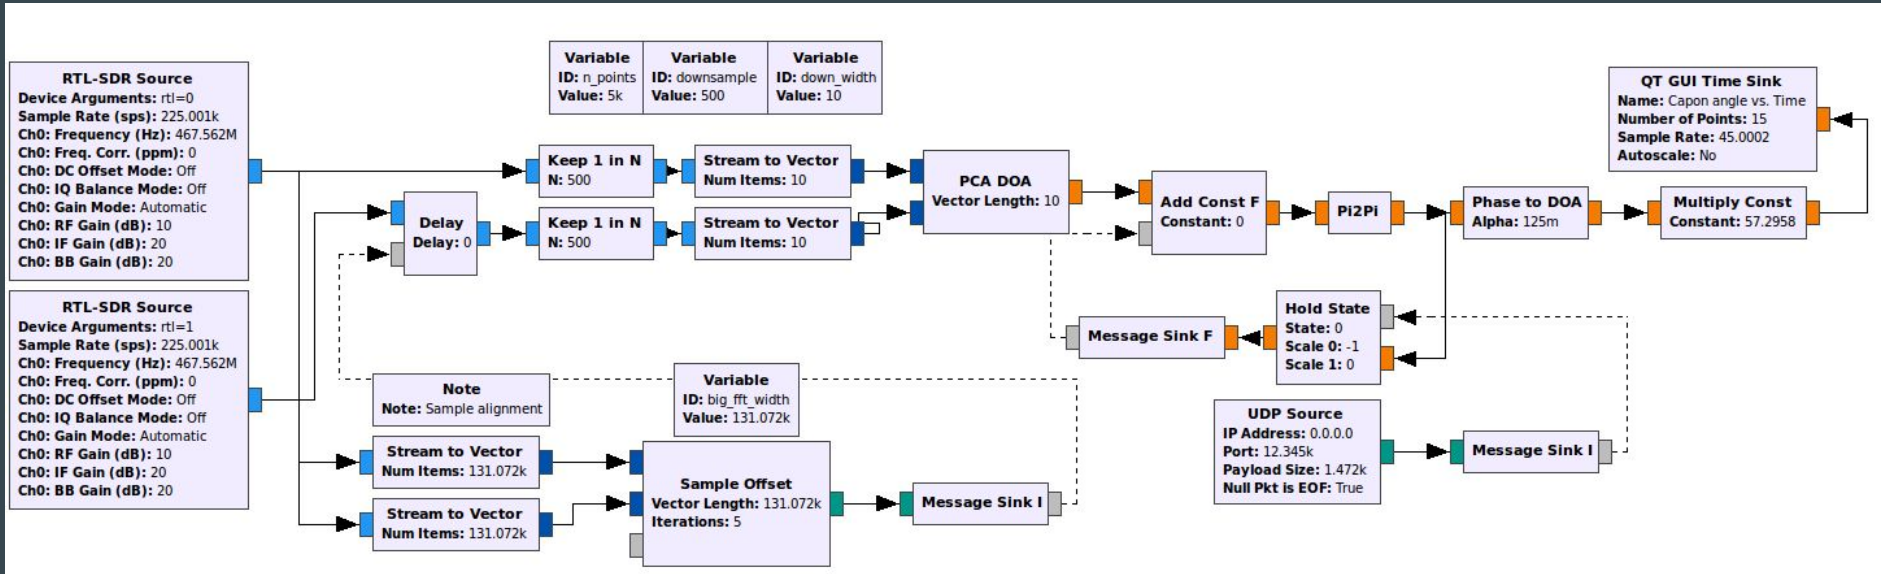 Variable
ID: n_points
Value: 5k
Variable
ID: downsample
Value: 500
Variable
ID: down_width
Value: 10
RTL-SDR Source
Device Arguments: rtl=0
Sample Rate (sps): 225.001k
Ch0: Frequency (Hz): 467.562M
Ch0: Freq. Corr. (ppm): 0
Ch0: DC Offset Mode: Off
Ch0: IQ Balance Mode: Off
Ch0: Gain Mode: Automatic
Ch0: RF Gain (dB): 10
Ch0: IF Gain (dB): 20
Ch0: BB Gain (dB): 20
RTL-SDR Source
Device Arguments: rtl=1
Sample Rate (sps): 225.001k
Ch0: Frequency (Hz): 467.562M
Ch0: Freq. Corr. (ppm): 0
Ch0: DC Offset Mode: Off
Ch0: IQ Balance Mode: Off
Ch0: Gain Mode: Automatic
Ch0: RF Gain (dB): 10
Ch0: IF Gain (dB): 20
Ch0: BB Gain (dB): 20
Delay
Delay: 0
Keep 1 in N
N: 500
Keep 1 in N
N: 500
Stream to Vector
Num Items: 10
Stream to Vector
Num Items: 10
PCA DOA
Vector Length: 10
Add Const F
Constant: 0
Pi2Pi
Phase to DOA
Alpha: 125m
Multiply Const
Constant: 57.2958
QT GUI Time Sink
Name: Capon angle vs. Time
Number of Points: 15
Sample Rate: 45.0002
Autoscale: No
Message Sink F
Hold State
State: 0
Scale 0: -1
Scale 1: 0
UDP Source
IP Address: 0.0.0.0
Port: 12.345k
Payload Size: 1.472k
Null Pkt is EOF: True
Message Sink I
Note
Note: Sample alignment
Variable
ID: big_fft_width
Value: 131.072k
Stream to Vector
Num Items: 131.072k
Stream to Vector
Num Items: 131.072k
Sample Offset
Vector Length: 131.072k
Iterations: 5
Message Sink I